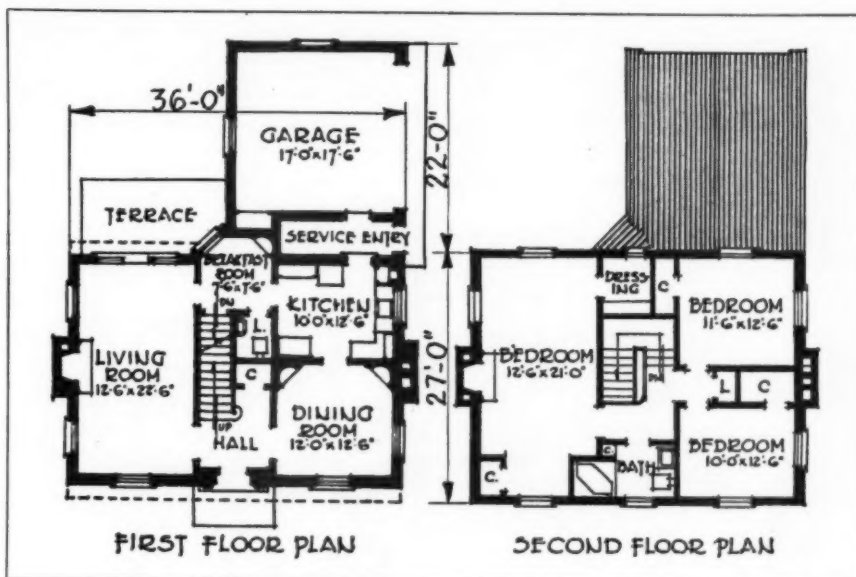 36'-0"
GARAGE
17'-0"x17'-6"
22'-0"
TERRACE
SERVICE ENTRY
BREAKFAST
ROOM
7'-6"x7'-6"
DN
KITCHEN
10'-0"x12'-6"
L.
LIVING
ROOM
12'-6"x22'-6"
C
UP
HALL
DINING
ROOM
12'-0"x12'-6"
27'-0"
FIRST FLOOR PLAN
DRESS-
ING
C
BEDROOM
11'-6"x12'-6"
BEDROOM
12'-6"x21'-0"
DN
L
C
BEDROOM
10'-0"x12'-6"
C
BATH
C.
SECOND FLOOR PLAN